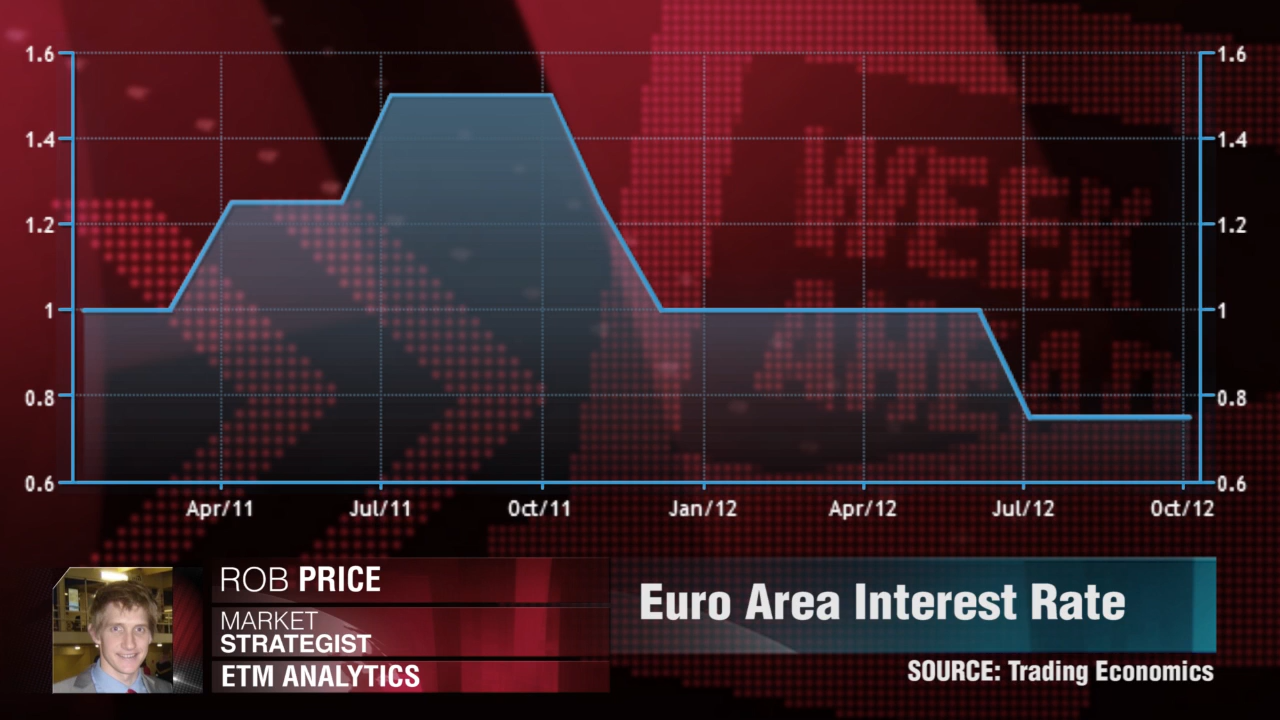 1.6
1.6
1.4
1.4
1.2
1.2
1
1
0.8
0.8
0.6
0.6
Apr/11
Jul/11
Oct/11
Jan/12
Apr/12
Jul/12
Oct/12
WEEK
AHEAD
ROB PRICE
MARKET
STRATEGIST
ETM ANALYTICS
Euro Area Interest Rate
SOURCE: Trading Economics